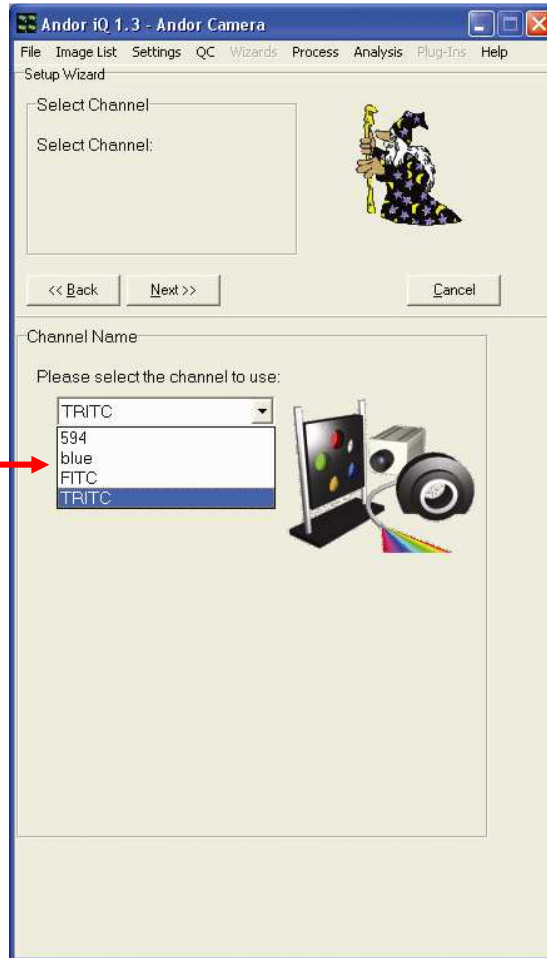 Andor iQ 1.3 - Andor Camera
File Image List Settings QC Wizards Process Analysis Plug-Ins Help
Setup Wizard
Select Channel
Select Channel:
<< Back Next >> Cancel
Channel Name
Please select the channel to use:
TRITC
594
blue
FITC
TRITC